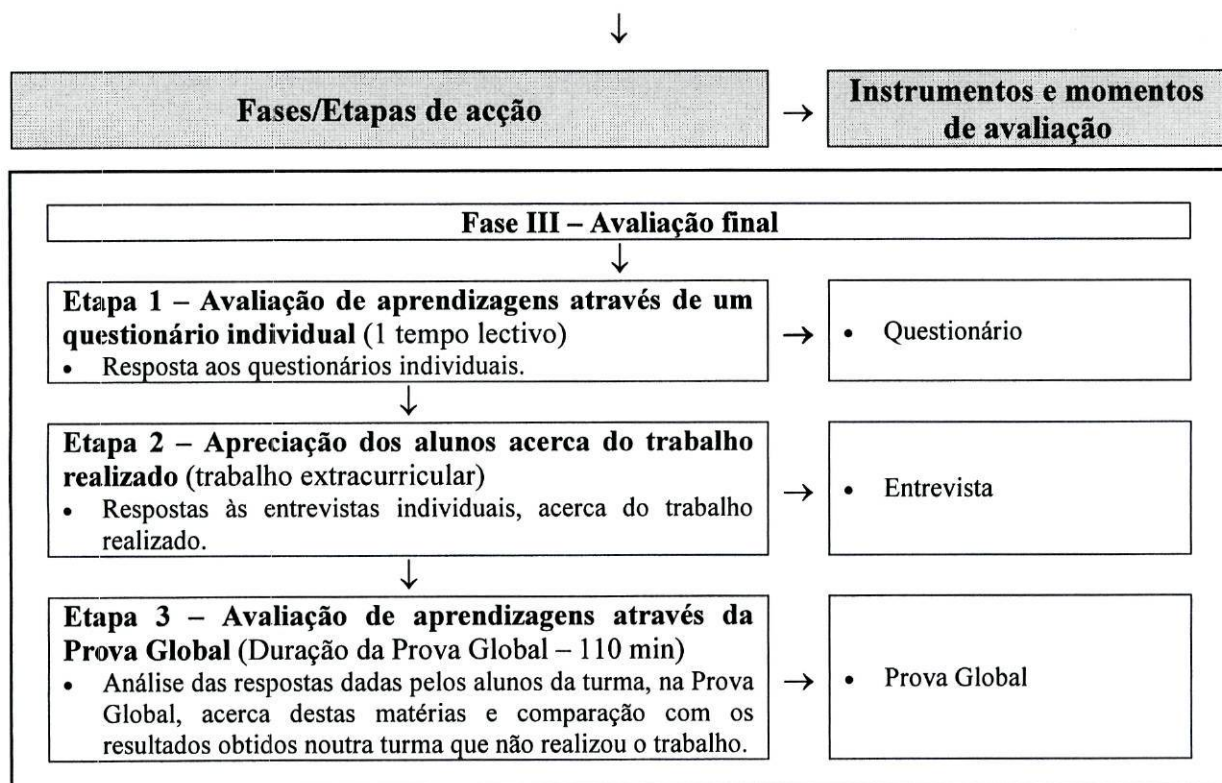 ↓
Fases/Etapas de acção → Instrumentos e momentos
de avaliação
Fase III – Avaliação final
↓
Etapa 1 – Avaliação de aprendizagens através de um
questionário individual (1 tempo lectivo)
• Resposta aos questionários individuais.
→ • Questionário
↓
Etapa 2 – Apreciação dos alunos acerca do trabalho
realizado (trabalho extracurricular)
• Respostas às entrevistas individuais, acerca do trabalho
realizado.
→ • Entrevista
↓
Etapa 3 – Avaliação de aprendizagens através da
Prova Global (Duração da Prova Global – 110 min)
• Análise das respostas dadas pelos alunos da turma, na Prova
Global, acerca destas matérias e comparação com os
resultados obtidos noutra turma que não realizou o trabalho.
→ • Prova Global